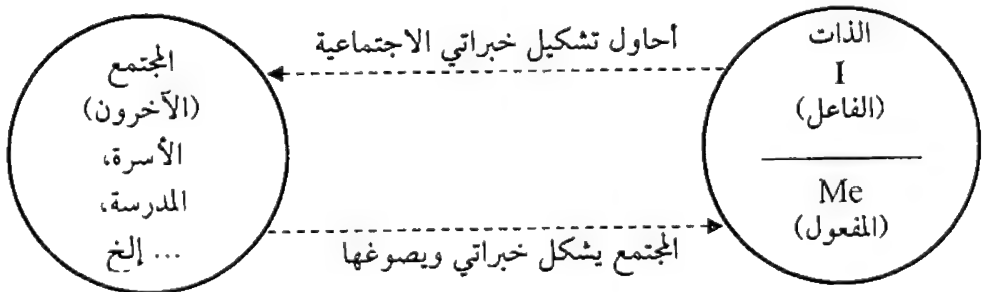 الذات
I
(الفاعل)
Me
(المفعول)
أحاول تشكيل خبراتي الاجتماعية
المجتمع يشكل خبراتي ويصوغها
المجتمع
(الآخرون)
الأسرة،
المدرسة،
... إلخ